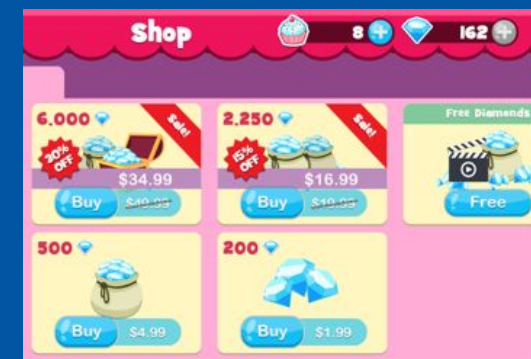 Shop
8
162
6.000
Sale!
30%
OFF
$34.99
Buy $49.99
2.250
Sale!
15%
OFF
$16.99
Buy $19.99
Free Diamonds
Free
500
Buy $4.99
200
Buy $1.99